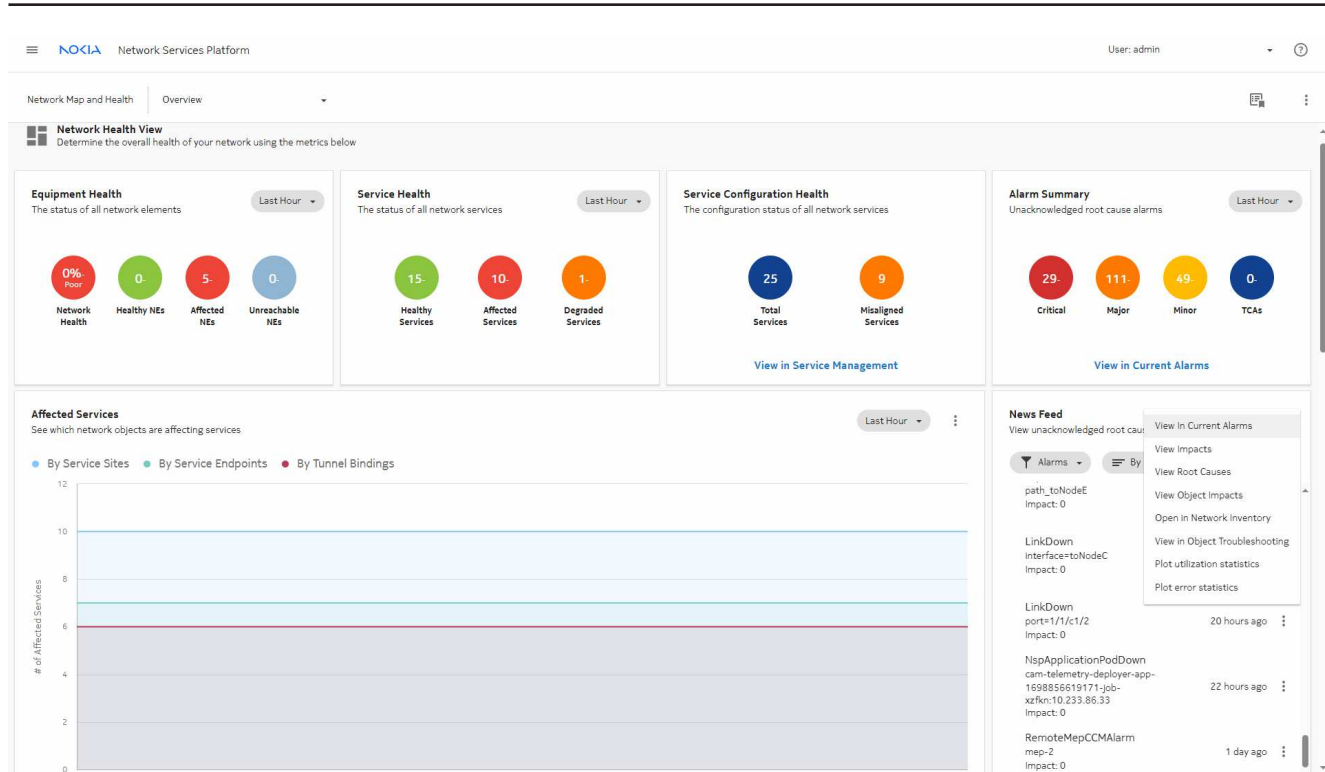 NOKIA Network Services Platform
User: admin
Network Map and Health Overview
Network Health View
Determine the overall health of your network using the metrics below
Equipment Health
The status of all network elements
Last Hour
0%-
Poor
Network
Health
0-
Healthy NEs
5-
Affected
NEs
0-
Unreachable
NEs
Service Health
The status of all network services
Last Hour
15-
Healthy
Services
10-
Affected
Services
1-
Degraded
Services
Service Configuration Health
The configuration status of all network services
25
Total
Services
9
Misaligned
Services
View in Service Management
Alarm Summary
Unacknowledged root cause alarms
Last Hour
29-
Critical
111-
Major
49-
Minor
0-
TCAs
View in Current Alarms
Affected Services
See which network objects are affecting services
Last Hour
By Service Sites By Service Endpoints By Tunnel Bindings
# of Affected Services
12
10
8
6
4
2
0
News Feed
View unacknowledged root cau
Alarms
By
View In Current Alarms
View Impacts
View Root Causes
View Object Impacts
Open in Network Inventory
View in Object Troubleshooting
Plot utilization statistics
Plot error statistics
path_toNodeE
Impact: 0
LinkDown
interface=toNodeC
Impact: 0
LinkDown
port=1/1/c1/2
Impact: 0
20 hours ago
NspApplicationPodDown
cam-telemetry-deployer-app-
1698856619171-job-
xzfkn:10.233.86.33
Impact: 0
22 hours ago
RemoteMepCCMAlarm
mep-2
Impact: 0
1 day ago